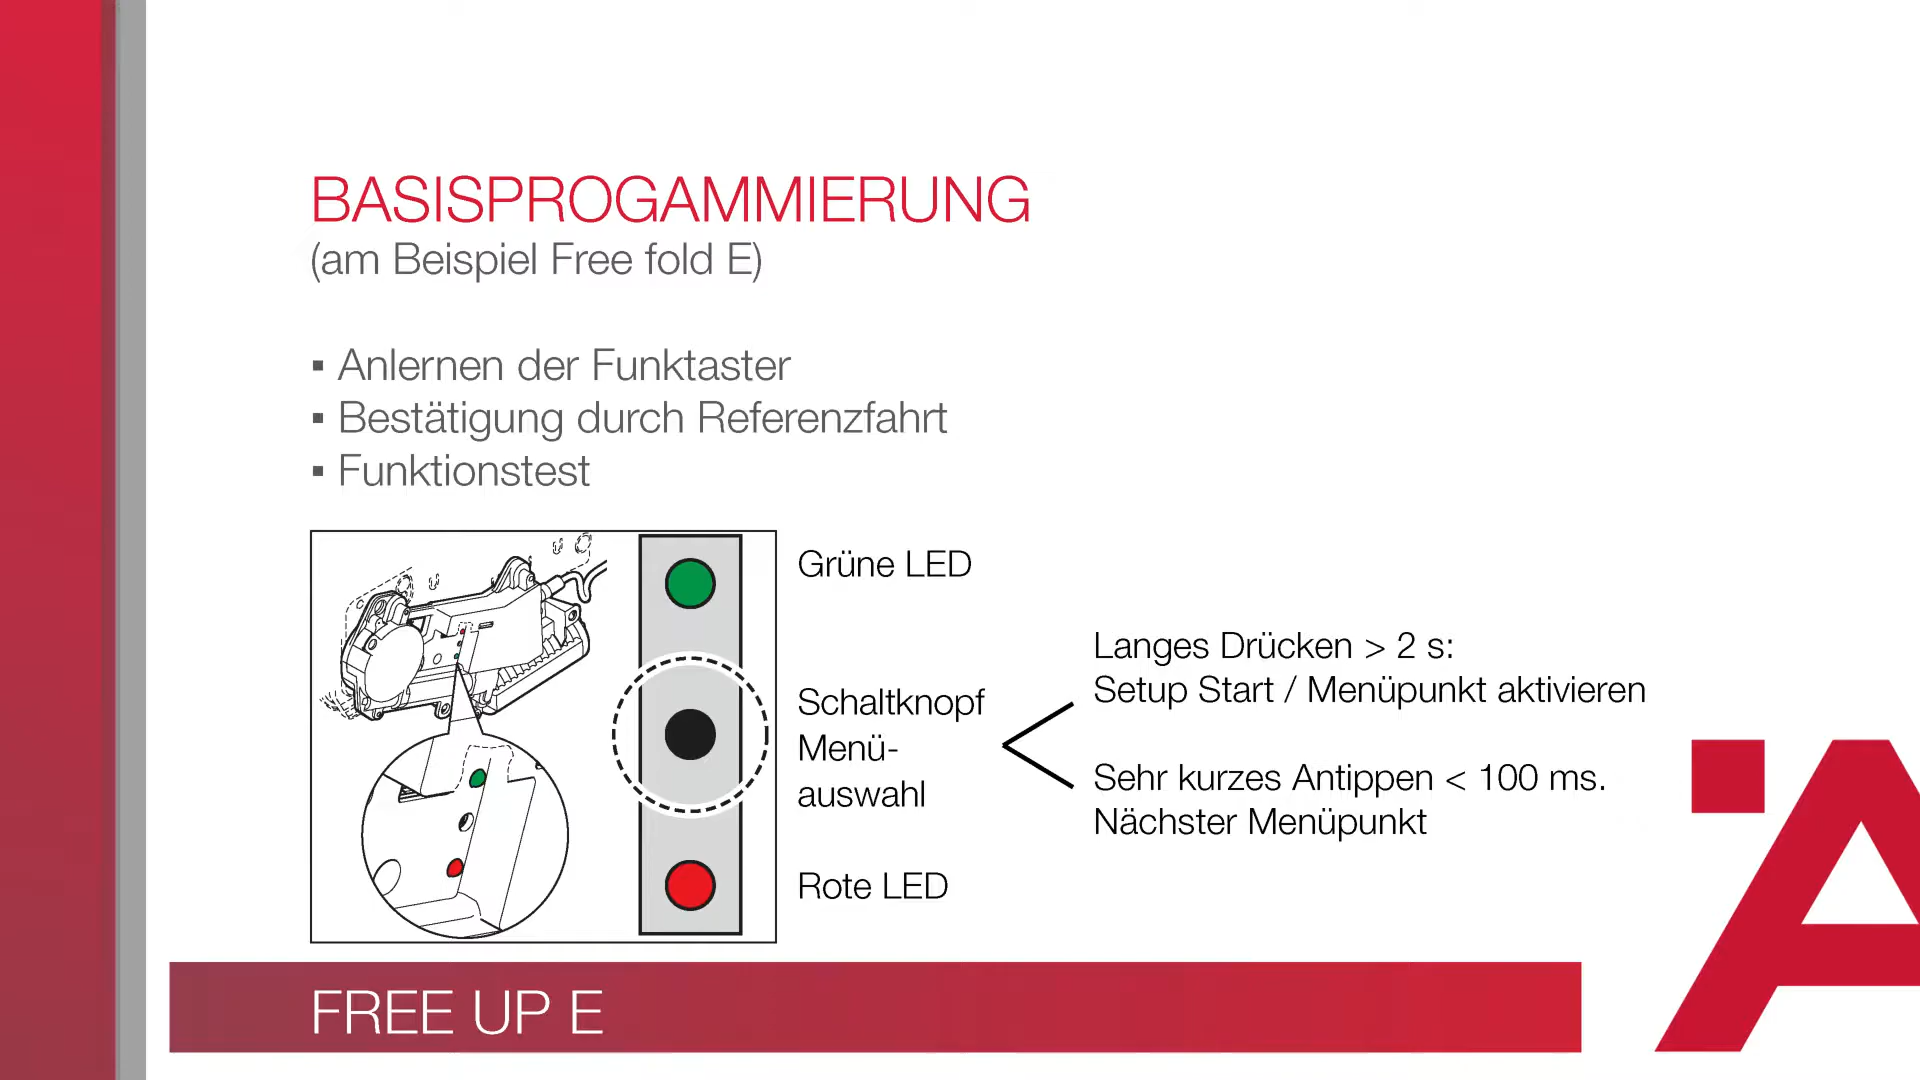 BASISPROGAMMIERUNG
(am Beispiel Free fold E)
▪ Anlernen der Funktaster
▪ Bestätigung durch Referenzfahrt
▪ Funktionstest
Grüne LED
Schaltknopf
Menü-
auswahl
Langes Drücken > 2 s:
Setup Start / Menüpunkt aktivieren
Sehr kurzes Antippen < 100 ms.
Nächster Menüpunkt
Rote LED
FREE UP E